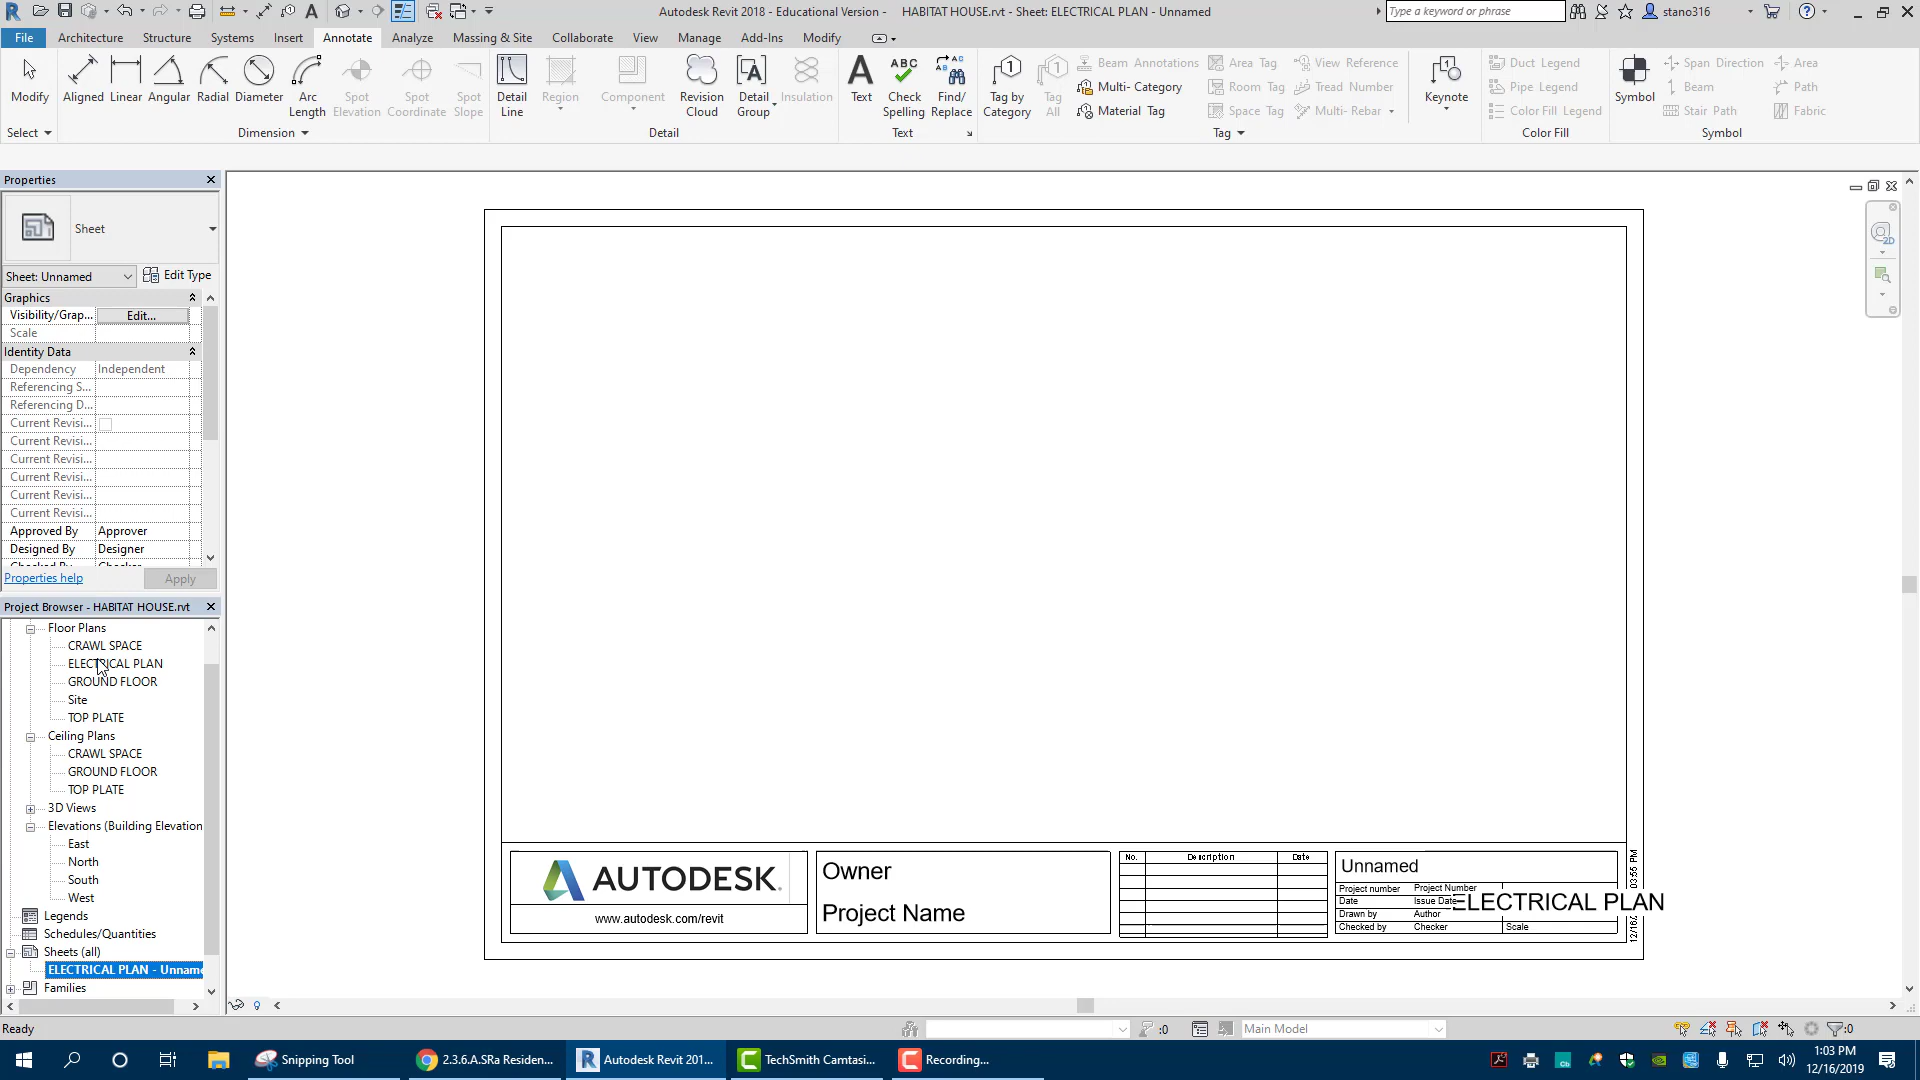 Autodesk Revit 2018 - Educational Version - HABITAT HOUSE.rvt - Sheet: ELECTRICAL PLAN - Unnamed
Type a keyword or phrase
stano316
File Architecture Structure Systems Insert Annotate Analyze Massing & Site Collaborate View Manage Add-Ins Modify
Modify
Aligned Linear Angular Radial Diameter
Arc Length
Spot Elevation
Spot Coordinate
Spot Slope
Detail Line
Region
Component
Revision Cloud
Detail Group
Insulation
Text
ABC
Check Spelling
Find/ Replace
Tag by Category
Tag All
Beam Annotations
Multi- Category
Material Tag
Area Tag
Room Tag
Space Tag
View Reference
Tread Number
Multi- Rebar
Keynote
Duct Legend
Pipe Legend
Color Fill Legend
Symbol
Span Direction
Beam
Stair Path
Area
Path
Fabric
Select Dimension Detail Text Tag Color Fill Symbol
Properties
Sheet
Sheet: Unnamed Edit Type
Graphics
Visibility/Grap... Edit...
Scale
Identity Data
Dependency Independent
Referencing S...
Referencing D...
Current Revisi...
Current Revisi...
Current Revisi...
Current Revisi...
Current Revisi...
Current Revisi...
Approved By Approver
Designed By Designer
Properties help Apply
Project Browser - HABITAT HOUSE.rvt
Floor Plans
CRAWL SPACE
ELECTRICAL PLAN
GROUND FLOOR
Site
TOP PLATE
Ceiling Plans
CRAWL SPACE
GROUND FLOOR
TOP PLATE
3D Views
Elevations (Building Elevation
East
North
South
West
Legends
Schedules/Quantities
Sheets (all)
ELECTRICAL PLAN - Unname
Families
2D
AUTODESK.
www.autodesk.com/revit
Owner
Project Name
No. Description Date
Unnamed
Project number Project Number
Date Issue Date
Drawn by Author
Checked by Checker Scale
ELECTRICAL PLAN
Ready
:0
Main Model
:0
Snipping Tool
2.3.6.A.SRa Residen...
Autodesk Revit 201...
TechSmith Camtasi...
Recording...
1:03 PM
12/16/2019